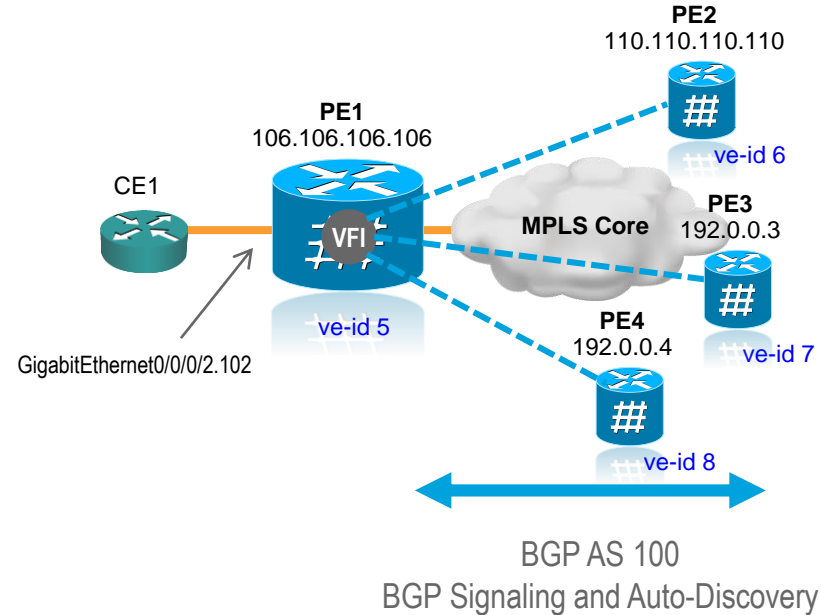 PE2
110.110.110.110
ve-id 6
PE1
106.106.106.106
CE1
VFI
MPLS Core
PE3
192.0.0.3
ve-id 5
ve-id 7
GigabitEthernet0/0/0/2.102
PE4
192.0.0.4
ve-id 8
BGP AS 100
BGP Signaling and Auto-Discovery